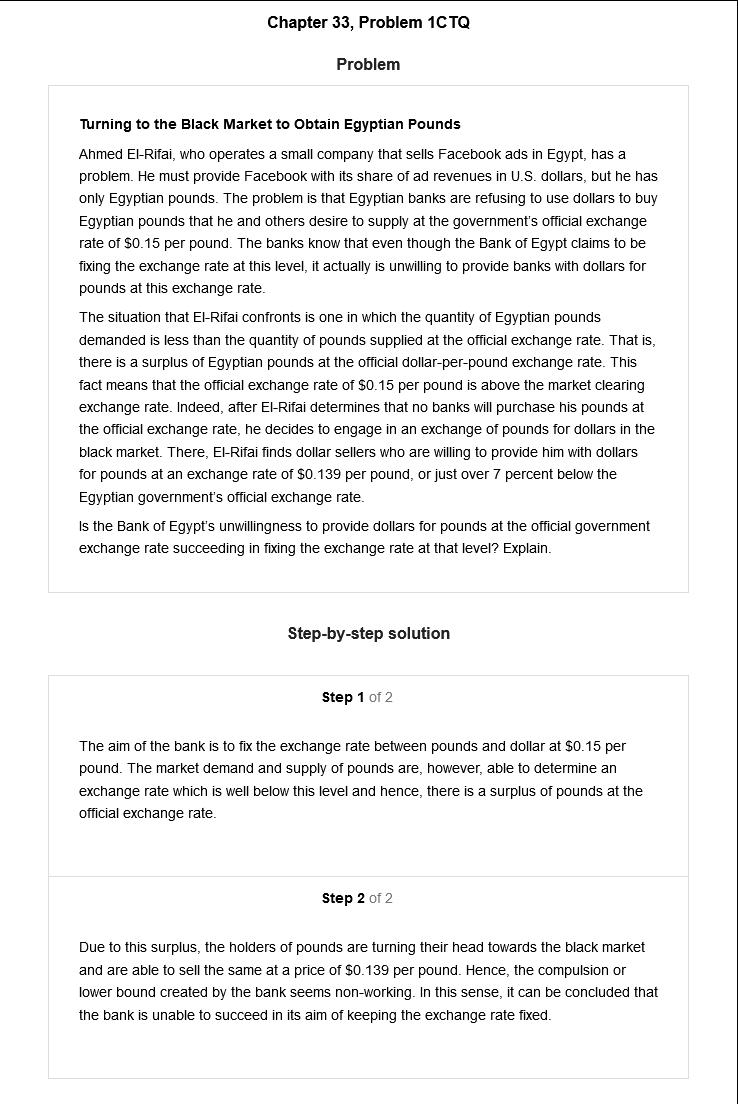 Chapter 33, Problem 1CTQ
Problem
Turning to the Black Market to Obtain Egyptian Pounds
Ahmed El-Rifai, who operates a small company that sells Facebook ads in Egypt, has a
problem. He must provide Facebook with its share of ad revenues in U.S. dollars, but he has
only Egyptian pounds. The problem is that Egyptian banks are refusing to use dollars to buy
Egyptian pounds that he and others desire to supply at the government's official exchange
rate of $0.15 per pound. The banks know that even though the Bank of Egypt claims to be
fixing the exchange rate at this level, it actually is unwilling to provide banks with dollars for
pounds at this exchange rate.
The situation that El-Rifai confronts is one in which the quantity of Egyptian pounds
demanded is less than the quantity of pounds supplied at the official exchange rate. That is,
there is a surplus of Egyptian pounds at the official dollar-per-pound exchange rate. This
fact means that the official exchange rate of $0.15 per pound is above the market clearing
exchange rate. Indeed, after El-Rifai determines that no banks will purchase his pounds at
the official exchange rate, he decides to engage in an exchange of pounds for dollars in the
black market. There, El-Rifai finds dollar sellers who are willing to provide him with dollars
for pounds at an exchange rate of $0.139 per pound, or just over 7 percent below the
Egyptian government's official exchange rate.
Is the Bank of Egypt's unwillingness to provide dollars for pounds at the official government
exchange rate succeeding in fixing the exchange rate at that level? Explain.
Step-by-step solution
Step 1 of 2
The aim of the bank is to fix the exchange rate between pounds and dollar at $0.15 per
pound. The market demand and supply of pounds are, however, able to determine an
exchange rate which is well below this level and hence, there is a surplus of pounds at the
official exchange rate.
Step 2 of 2
Due to this surplus, the holders of pounds are turning their head towards the black market
and are able to sell the same at a price of $0.139 per pound. Hence, the compulsion or
lower bound created by the bank seems non-working. In this sense, it can be concluded that
the bank is unable to succeed in its aim of keeping the exchange rate fixed.